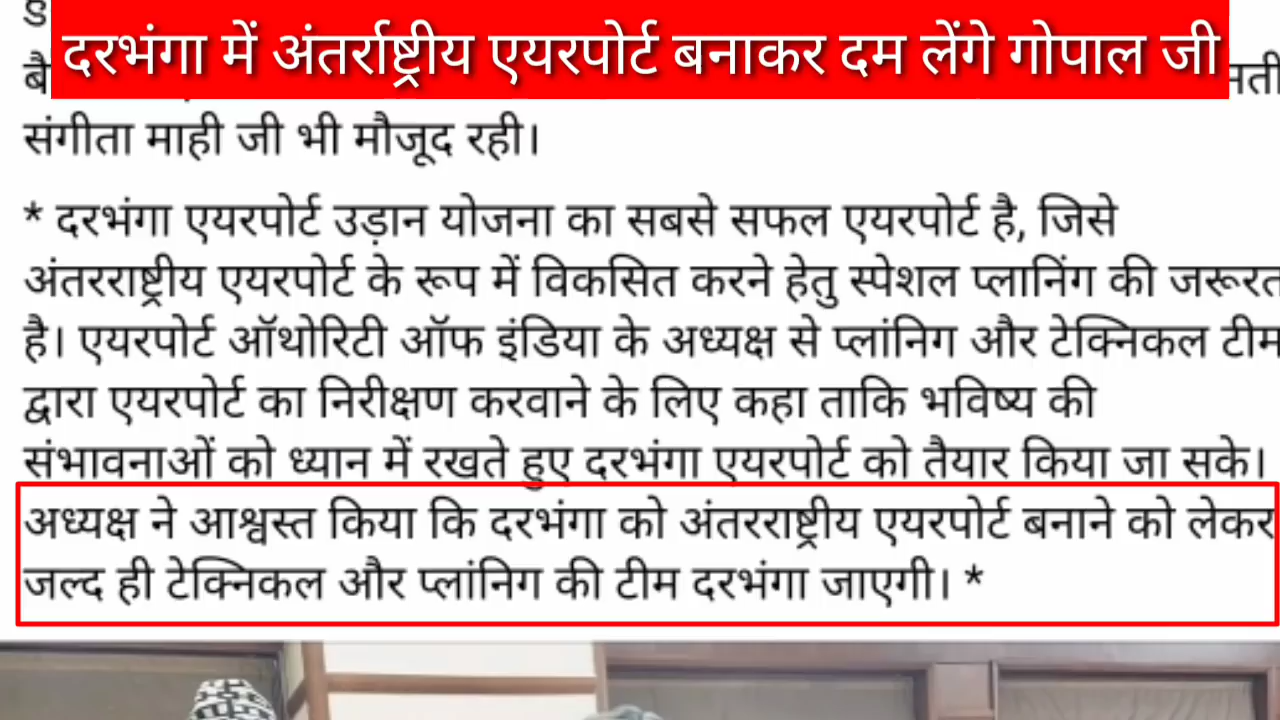 दरभंगा में अंतर्राष्ट्रीय एयरपोर्ट बनाकर दम लेंगे गोपाल जी
संगीता माही जी भी मौजूद रही।
* दरभंगा एयरपोर्ट उड़ान योजना का सबसे सफल एयरपोर्ट है, जिसे
अंतरराष्ट्रीय एयरपोर्ट के रूप में विकसित करने हेतु स्पेशल प्लानिंग की जरूरत
है। एयरपोर्ट ऑथोरिटी ऑफ इंडिया के अध्यक्ष से प्लांनिग और टेक्निकल टीम
द्वारा एयरपोर्ट का निरीक्षण करवाने के लिए कहा ताकि भविष्य की
संभावनाओं को ध्यान में रखते हुए दरभंगा एयरपोर्ट को तैयार किया जा सके।
अध्यक्ष ने आश्वस्त किया कि दरभंगा को अंतरराष्ट्रीय एयरपोर्ट बनाने को लेकर
जल्द ही टेक्निकल और प्लांनिग की टीम दरभंगा जाएगी। *